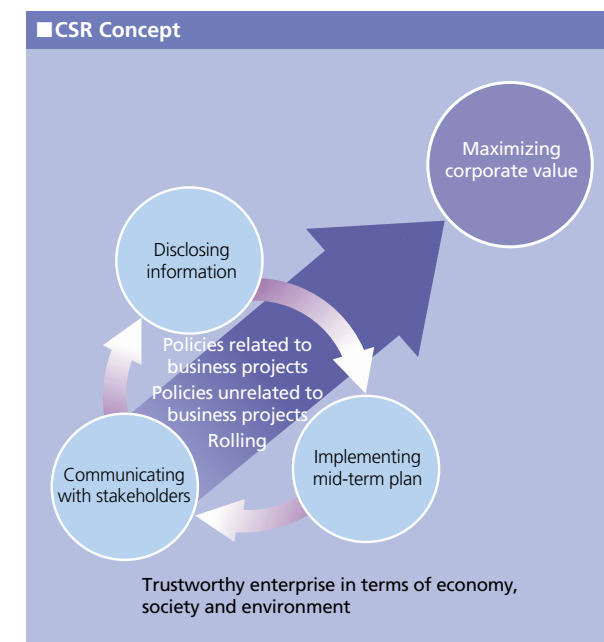 ■CSR Concept
Maximizing
corporate value
Disclosing
information
Policies related to
business projects
Policies unrelated to
business projects
Rolling
Implementing
mid-term plan
Communicating
with stakeholders
Trustworthy enterprise in terms of economy,
society and environment